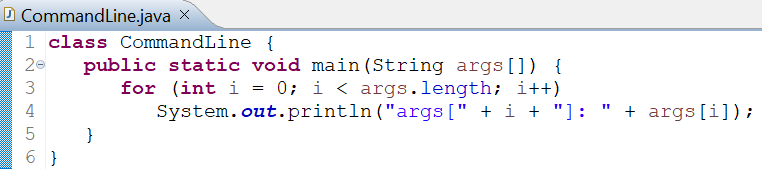 CommandLine.java
1 class CommandLine {
2 public static void main(String args[]) {
3 for (int i = 0; i < args.length; i++)
4 System.out.println("args[" + i + "]: " + args[i]);
5 }
6 }